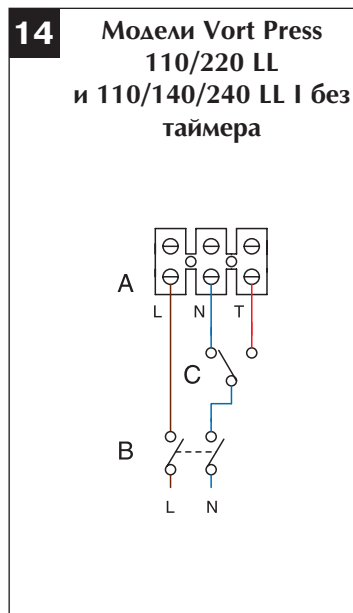 14
Модели Vort Press
110/220 LL
и 110/140/240 LL I без
таймера
A
L N T
C
B
L N